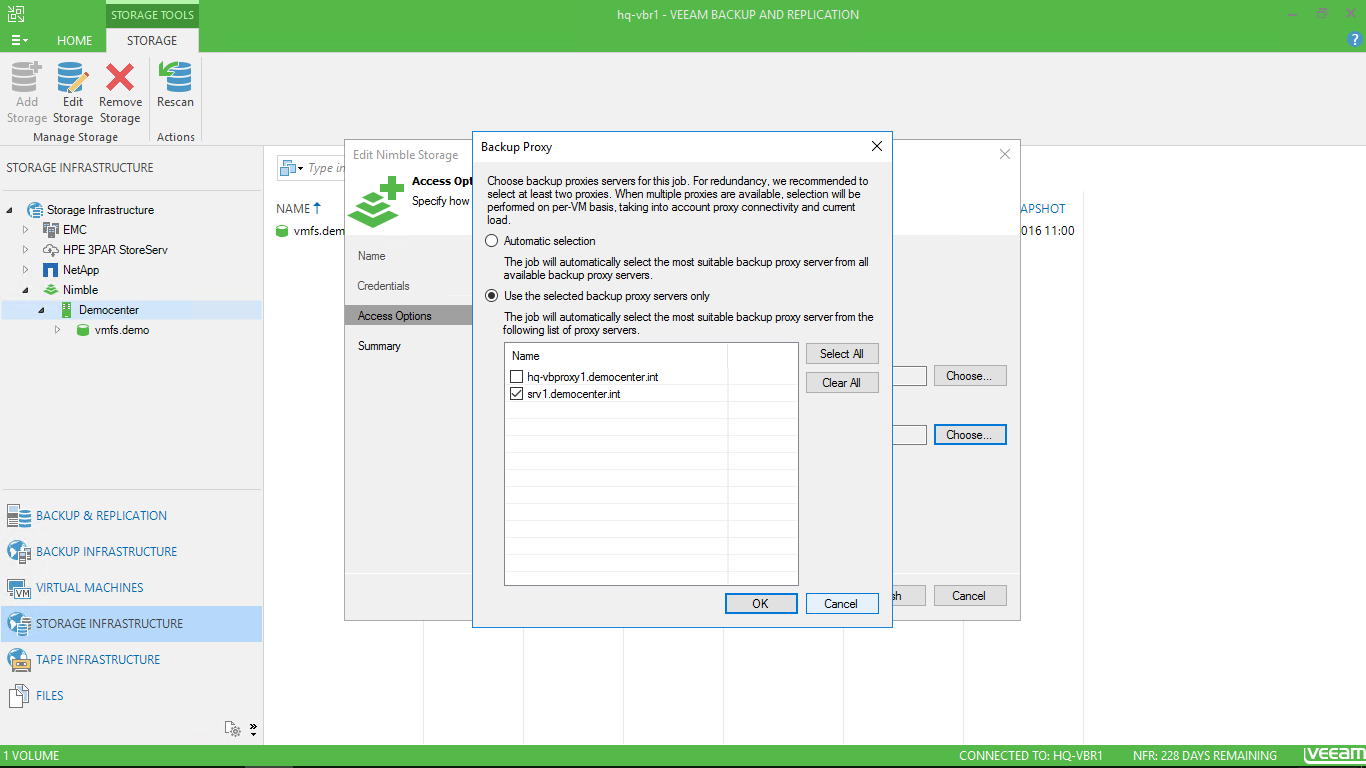 STORAGE TOOLS
hq-vbr1 - VEEAM BACKUP AND REPLICATION
HOME
STORAGE
Add
Storage
Edit
Storage
Remove
Storage
Rescan
Manage Storage
Actions
STORAGE INFRASTRUCTURE
Storage Infrastructure
EMC
HPE 3PAR StoreServ
NetApp
Nimble
Democenter
vmfs.demo
BACKUP & REPLICATION
BACKUP INFRASTRUCTURE
VIRTUAL MACHINES
STORAGE INFRASTRUCTURE
TAPE INFRASTRUCTURE
FILES
Type in
NAME
vmfs.dem
APSHOT
016 11:00
Edit Nimble Storage
Access Opt
Specify how
Name
Credentials
Access Options
Summary
Choose...
Choose...
sh
Cancel
Backup Proxy
Choose backup proxies servers for this job. For redundancy, we recommended to
select at least two proxies. When multiple proxies are available, selection will be
performed on per-VM basis, taking into account proxy connectivity and current
load.
Automatic selection
The job will automatically select the most suitable backup proxy server from all
available backup proxy servers.
Use the selected backup proxy servers only
The job will automatically select the most suitable backup proxy server from the
following list of proxy servers.
Name
hq-vbproxy1.democenter.int
srv1.democenter.int
Select All
Clear All
OK
Cancel
1 VOLUME
CONNECTED TO: HQ-VBR1
NFR: 228 DAYS REMAINING
veeam